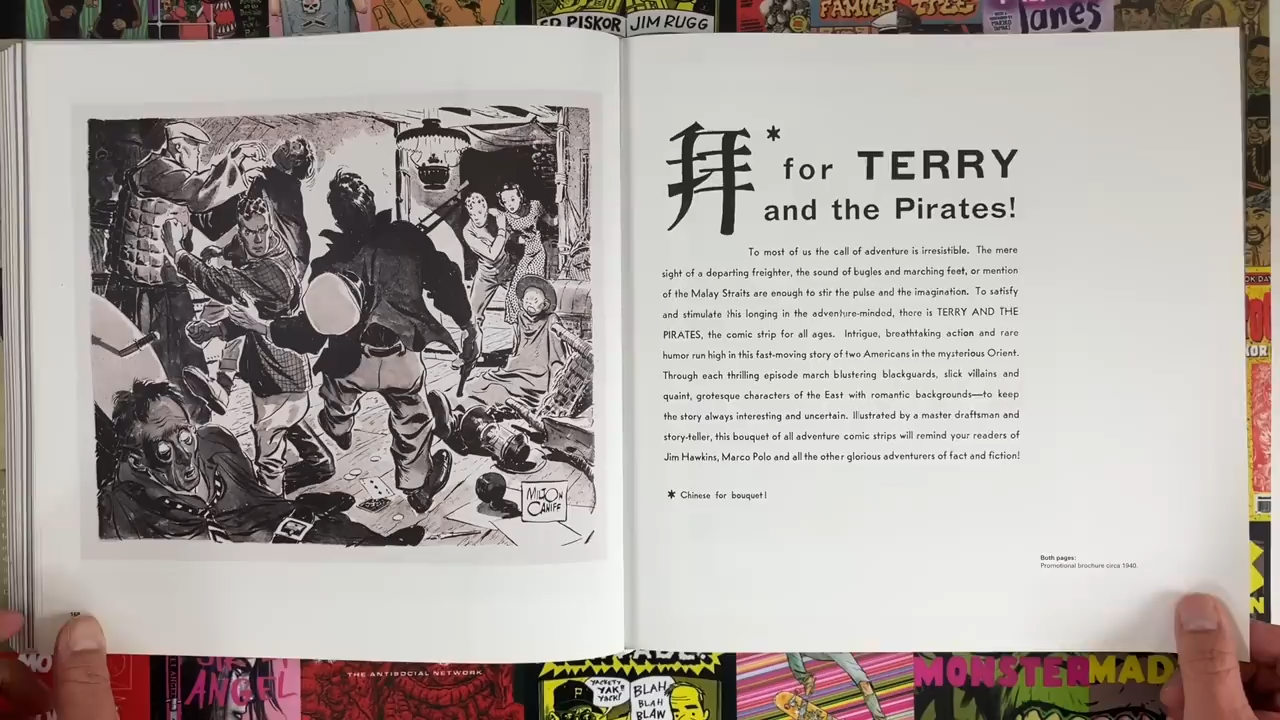 ED PISKOR JIM RUGG
FAMILY TREE
MILTON
CANIFF
拜*
for TERRY
and the Pirates!
To most of us the call of adventure is irresistible. The mere
sight of a departing freighter, the sound of bugles and marching feet, or mention
of the Malay Straits are enough to stir the pulse and the imagination. To satisfy
and stimulate this longing in the adventure-minded, there is TERRY AND THE
PIRATES, the comic strip for all ages. Intrigue, breathtaking action and rare
humor run high in this fast-moving story of two Americans in the mysterious Orient.
Through each thrilling episode march blustering blackguards, slick villains and
quaint, grotesque characters of the East with romantic backgrounds—to keep
the story always interesting and uncertain. Illustrated by a master draftsman and
story-teller, this bouquet of all adventure comic strips will remind your readers of
Jim Hawkins, Marco Polo and all the other glorious adventurers of fact and fiction!
* Chinese for bouquet!
Both pages:
Promotional brochure circa 1940.
ANGEL
THE ANTISOCIAL NETWORK
YACKETY
YAK!!
YACK!
BLAH
BLAH
BLAW
MONSTERMAD